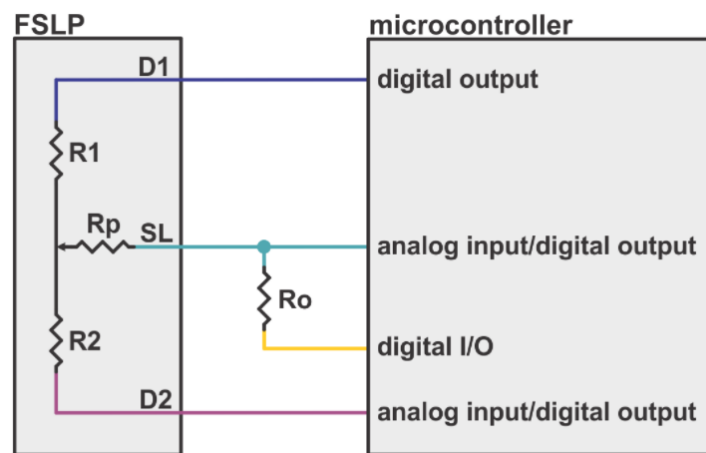 FSLP
microcontroller
D1
digital output
R1
Rp
SL
analog input/digital output
Ro
R2
digital I/O
D2
analog input/digital output